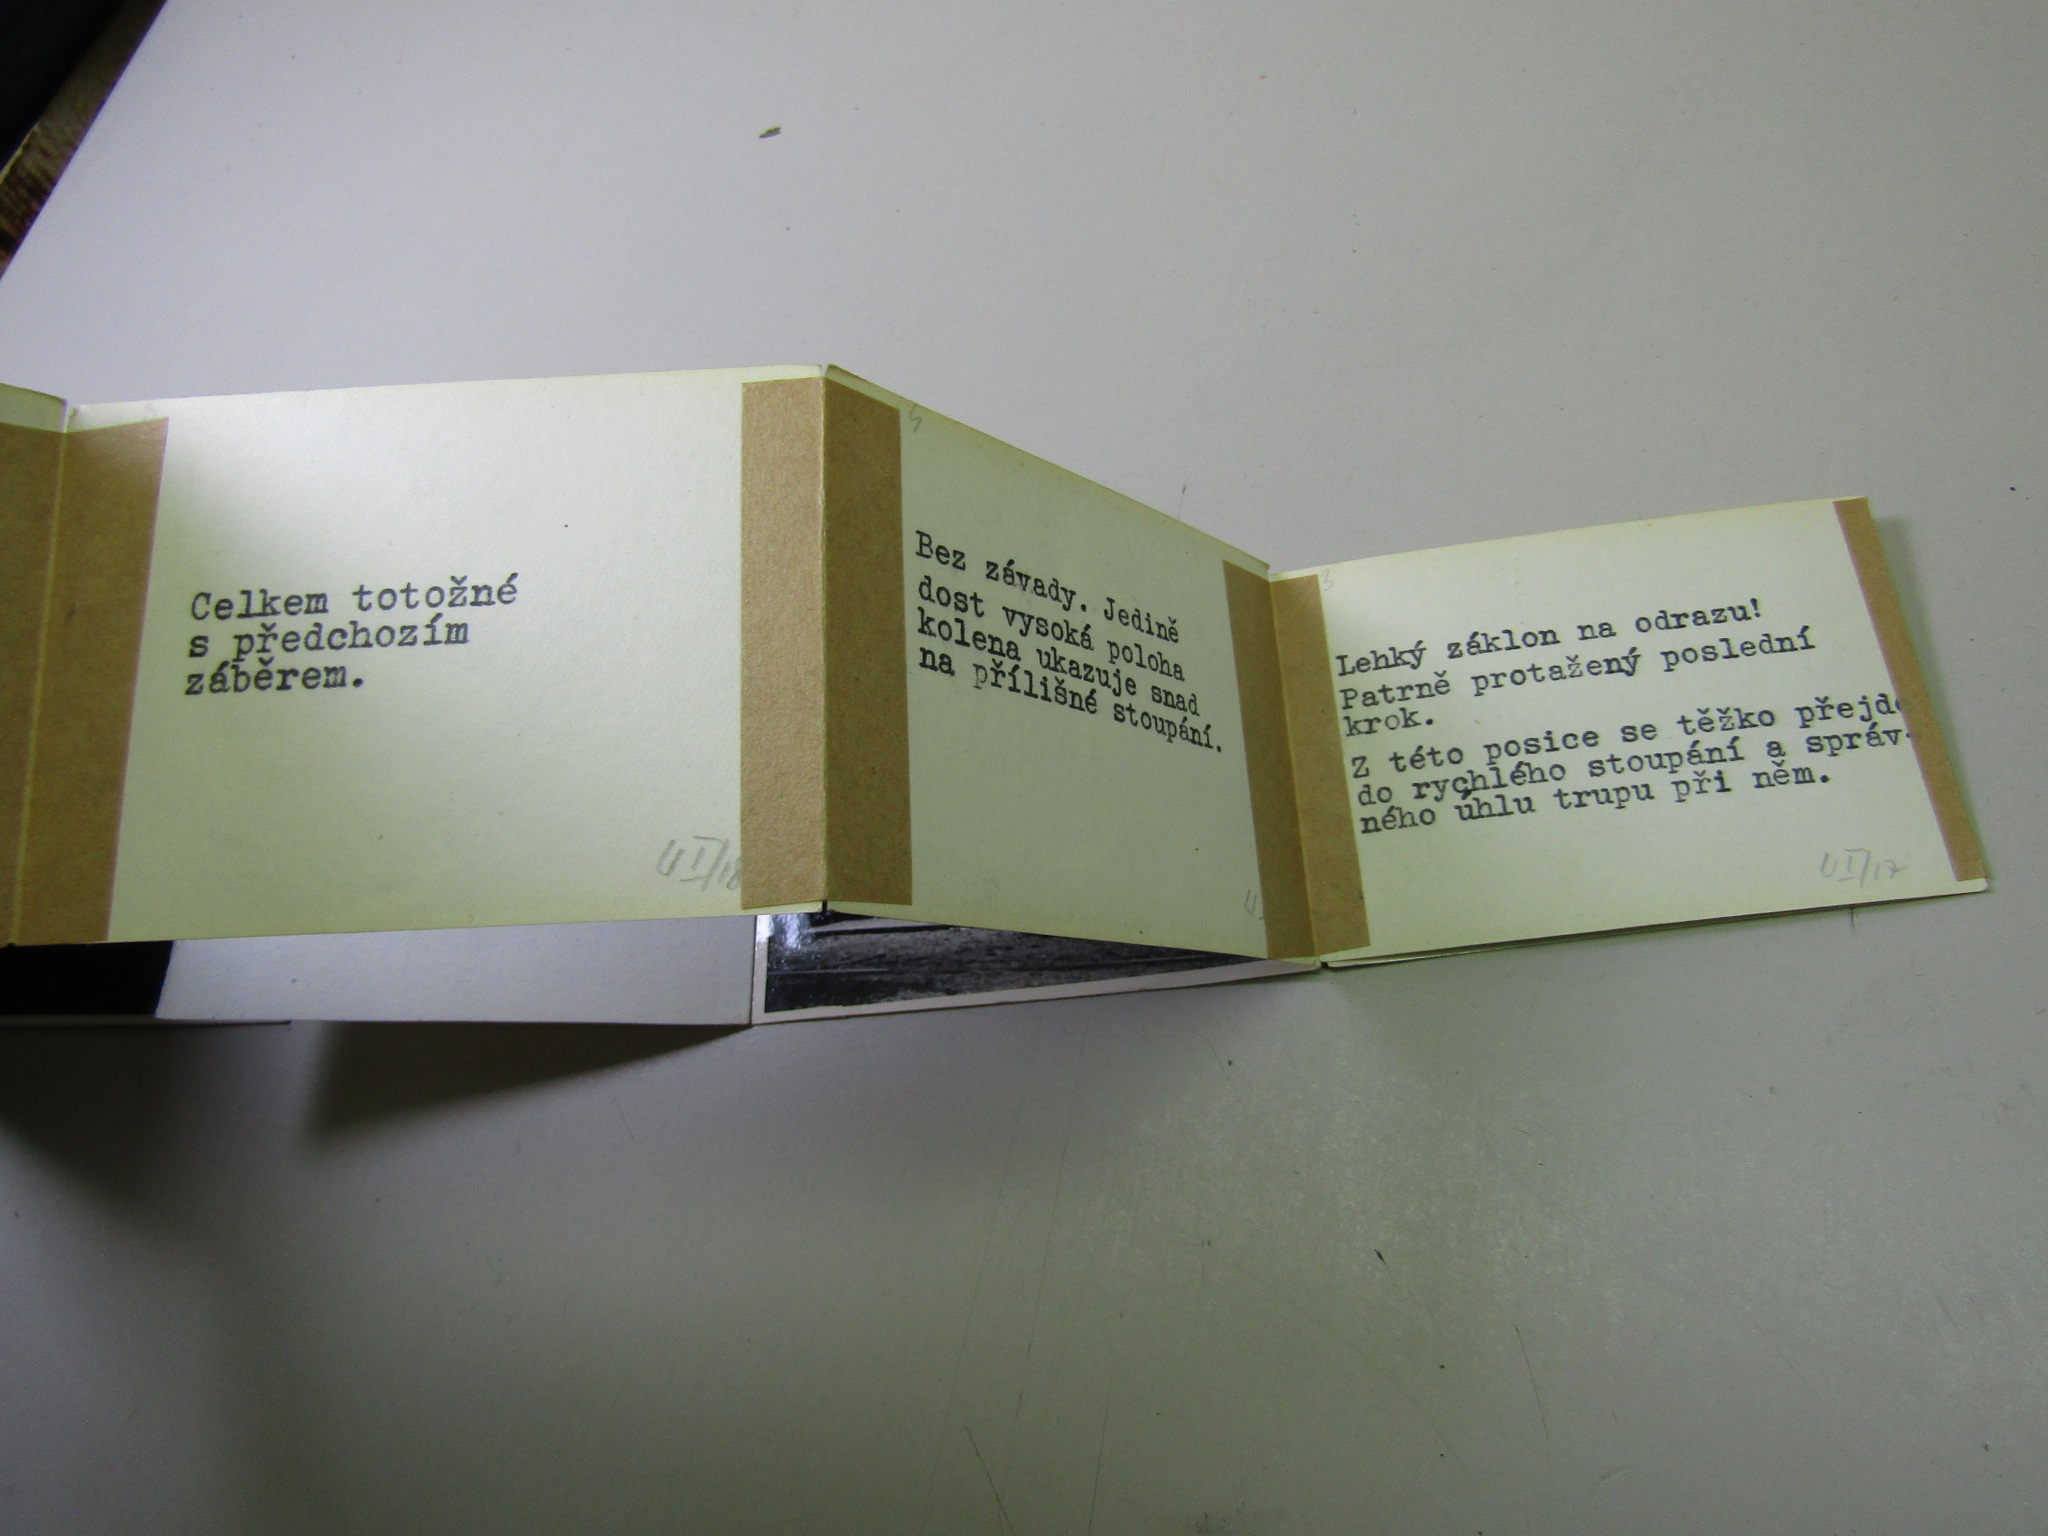 Celkem totožné
s předchozím
záběrem.
Bez závady. Jedině
dost vysoká poloha
kolena ukazuje snad
na přílišné stoupání.
3
Lehký záklon na odrazu!
Patrně protažený poslední
krok.
Z této posice se těžko přejde
do rychlého stoupání a správ-
ného úhlu trupu při něm.